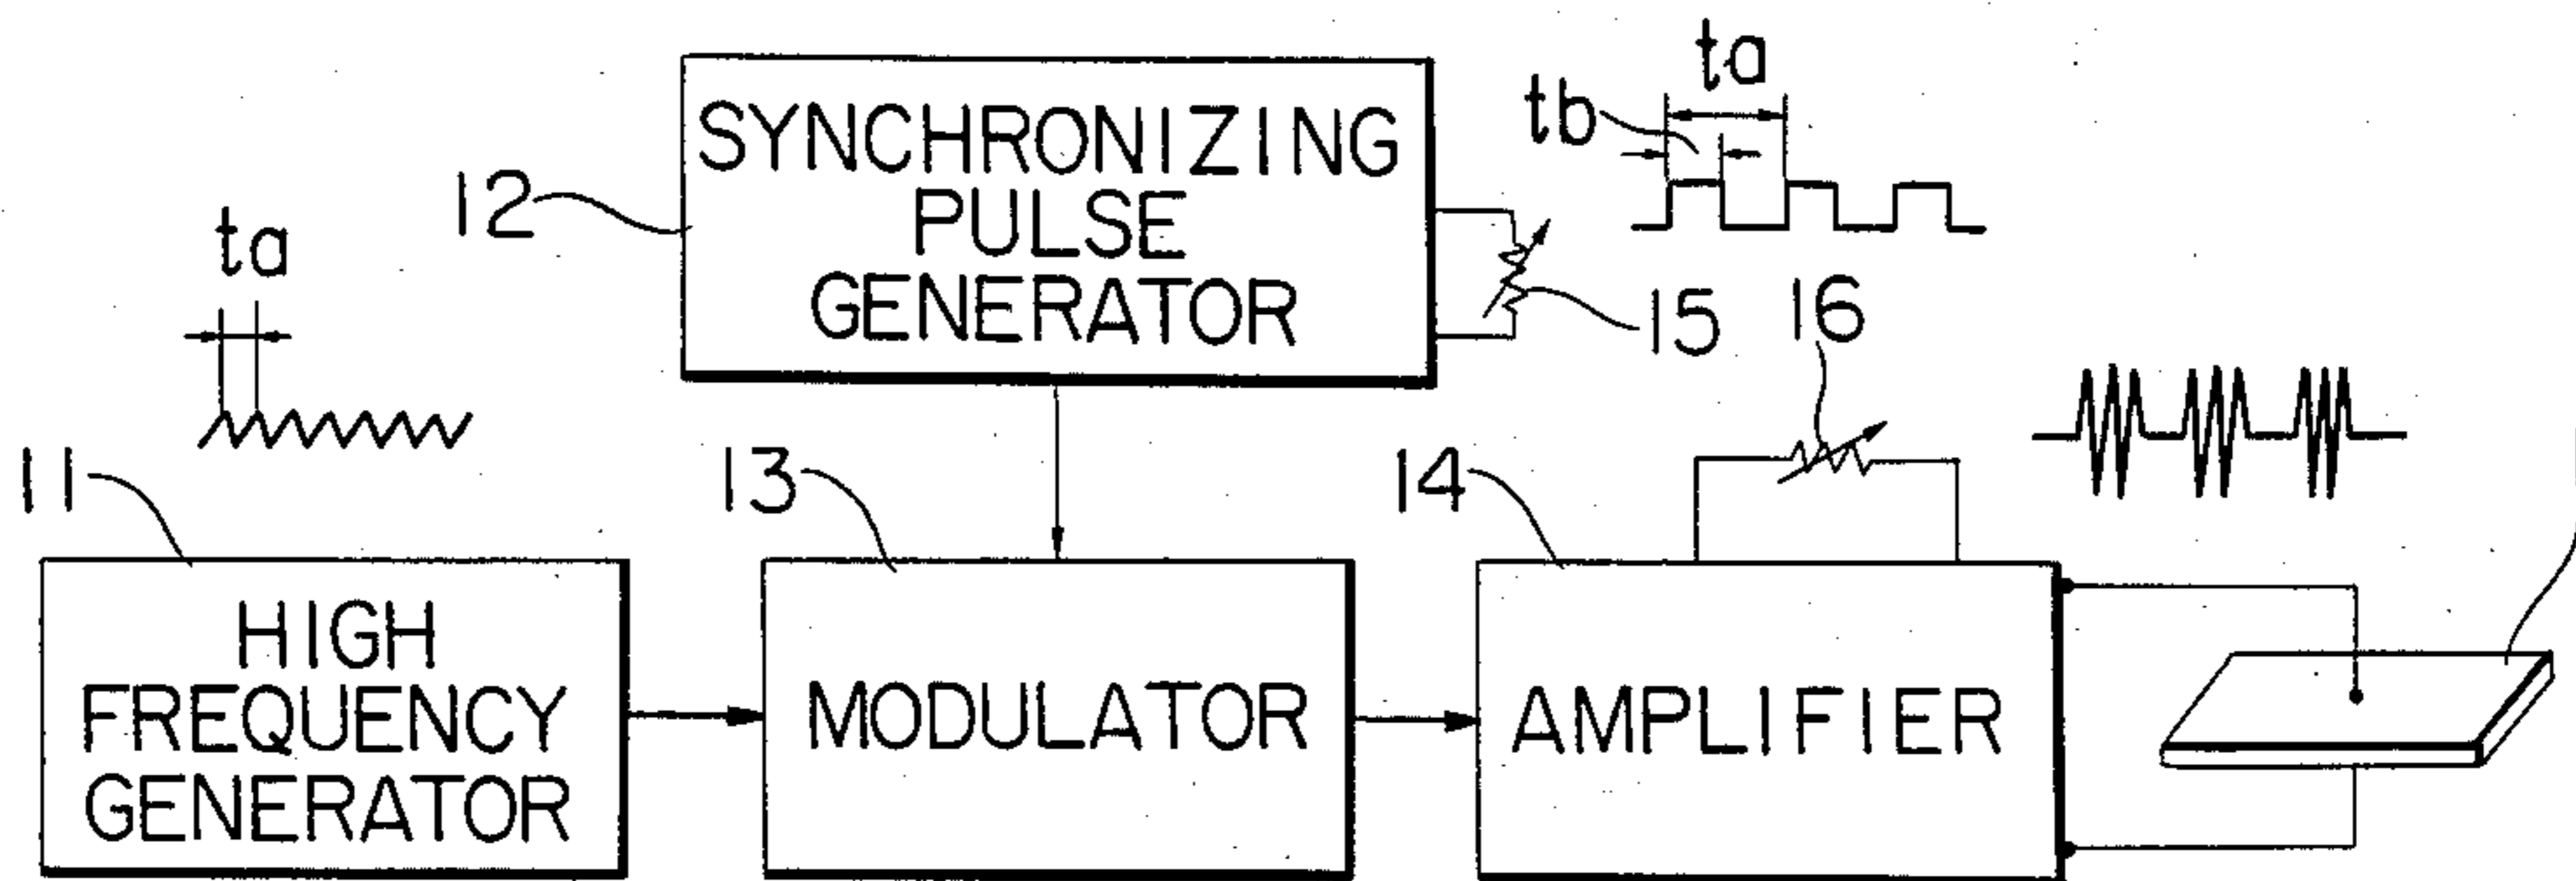 ta
tb
SYNCHRONIZING
PULSE
GENERATOR
12
ta
15
16
11
13
14
HIGH
FREQUENCY
GENERATOR
MODULATOR
AMPLIFIER